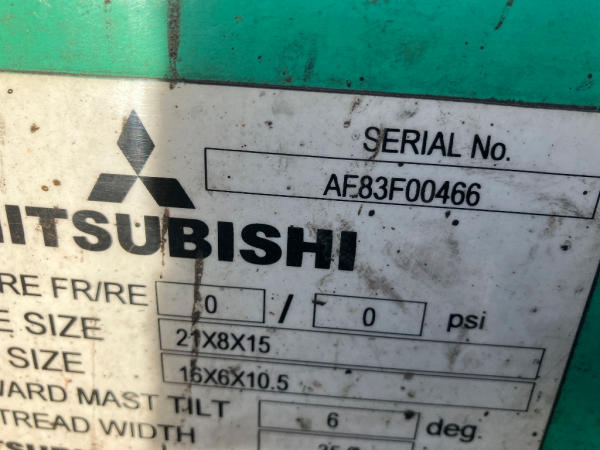 SERIAL No.
AF83F00466
MITSUBISHI
RE FR/RE 0 / 0 psi
E SIZE 21X8X15
SIZE 16X6X10.5
WARD MAST TILT 6 deg.
TREAD WIDTH